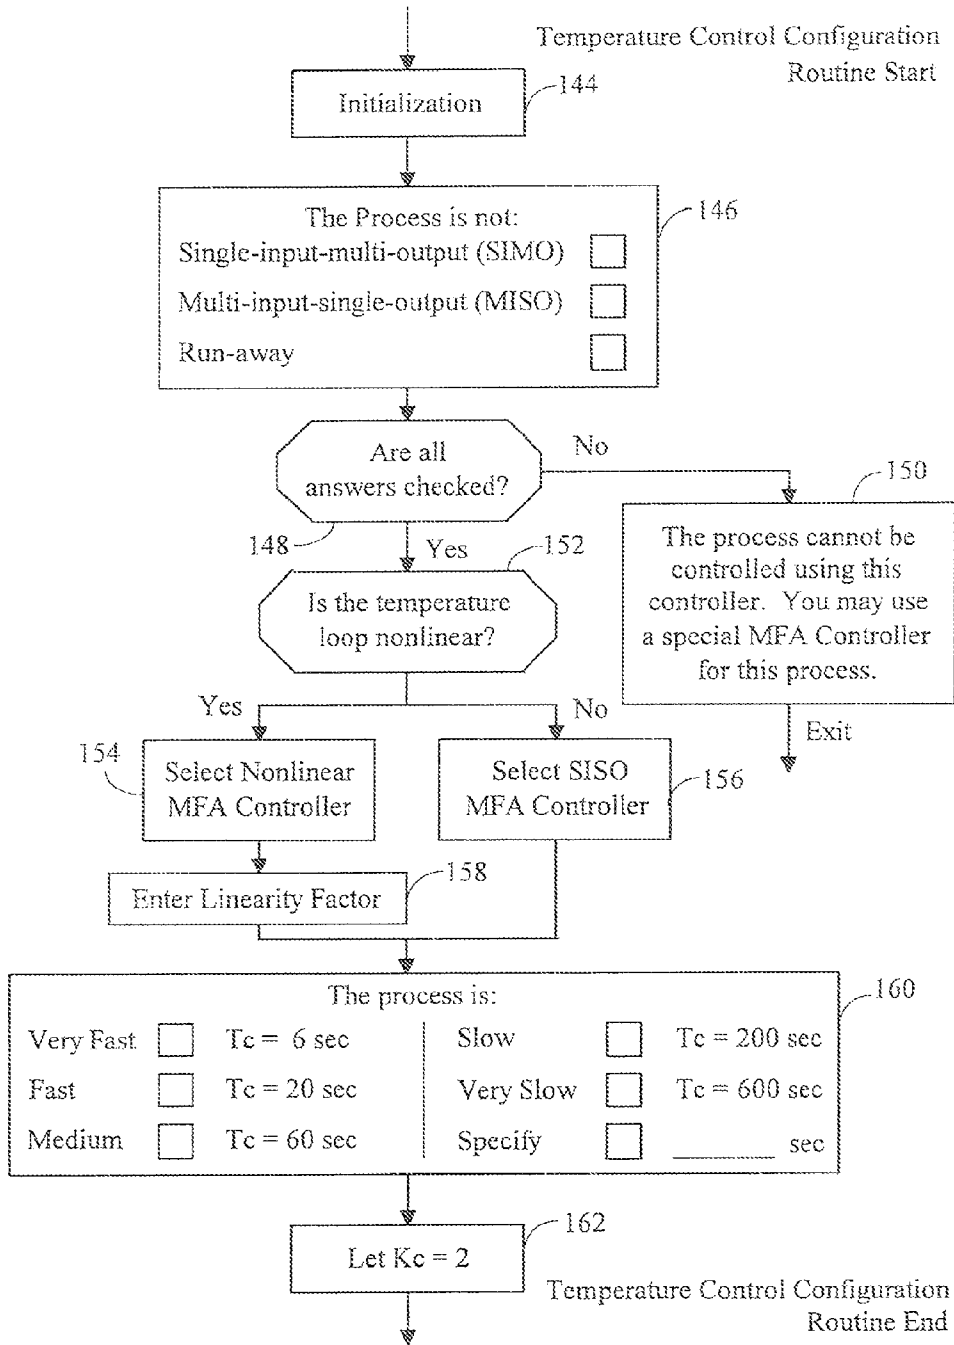 Temperature Control Configuration
Routine Start
Initialization
144
The Process is not:
146
Single-input-multi-output (SIMO)
Multi-input-single-output (MISO)
Run-away
Are all
answers checked?
No
148
Yes
150
The process cannot be
controlled using this
controller. You may use
a special MFA Controller
for this process.
Exit
152
Is the temperature
loop nonlinear?
Yes
No
154
Select Nonlinear
MFA Controller
Select SISO
MFA Controller
156
Enter Linearity Factor
158
The process is:
160
Very Fast Tc = 6 sec
Slow Tc = 200 sec
Fast Tc = 20 sec
Very Slow Tc = 600 sec
Medium Tc = 60 sec
Specify ________ sec
162
Let Kc = 2
Temperature Control Configuration
Routine End